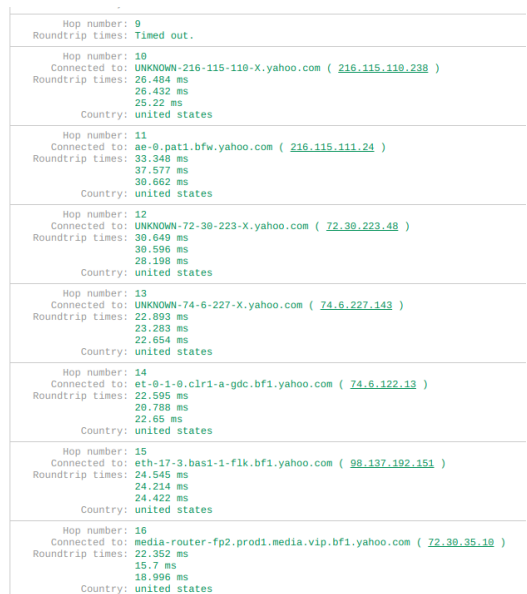 Hop number: 9
Roundtrip times: Timed out.
Hop number: 10
Connected to: UNKNOWN-216-115-110-X.yahoo.com ( 216.115.110.238 )
Roundtrip times: 26.484 ms
26.432 ms
25.22 ms
Country: united states
Hop number: 11
Connected to: ae-0.pat1.bfw.yahoo.com ( 216.115.111.24 )
Roundtrip times: 33.348 ms
37.577 ms
30.662 ms
Country: united states
Hop number: 12
Connected to: UNKNOWN-72-30-223-X.yahoo.com ( 72.30.223.48 )
Roundtrip times: 30.649 ms
30.596 ms
28.198 ms
Country: united states
Hop number: 13
Connected to: UNKNOWN-74-6-227-X.yahoo.com ( 74.6.227.143 )
Roundtrip times: 22.893 ms
23.283 ms
22.654 ms
Country: united states
Hop number: 14
Connected to: et-0-1-0.clr1-a-gdc.bf1.yahoo.com ( 74.6.122.13 )
Roundtrip times: 22.595 ms
20.788 ms
22.65 ms
Country: united states
Hop number: 15
Connected to: eth-17-3.bas1-1-flk.bf1.yahoo.com ( 98.137.192.151 )
Roundtrip times: 24.545 ms
24.214 ms
24.422 ms
Country: united states
Hop number: 16
Connected to: media-router-fp2.prod1.media.vip.bf1.yahoo.com ( 72.30.35.10 )
Roundtrip times: 22.352 ms
15.7 ms
18.996 ms
Country: united states